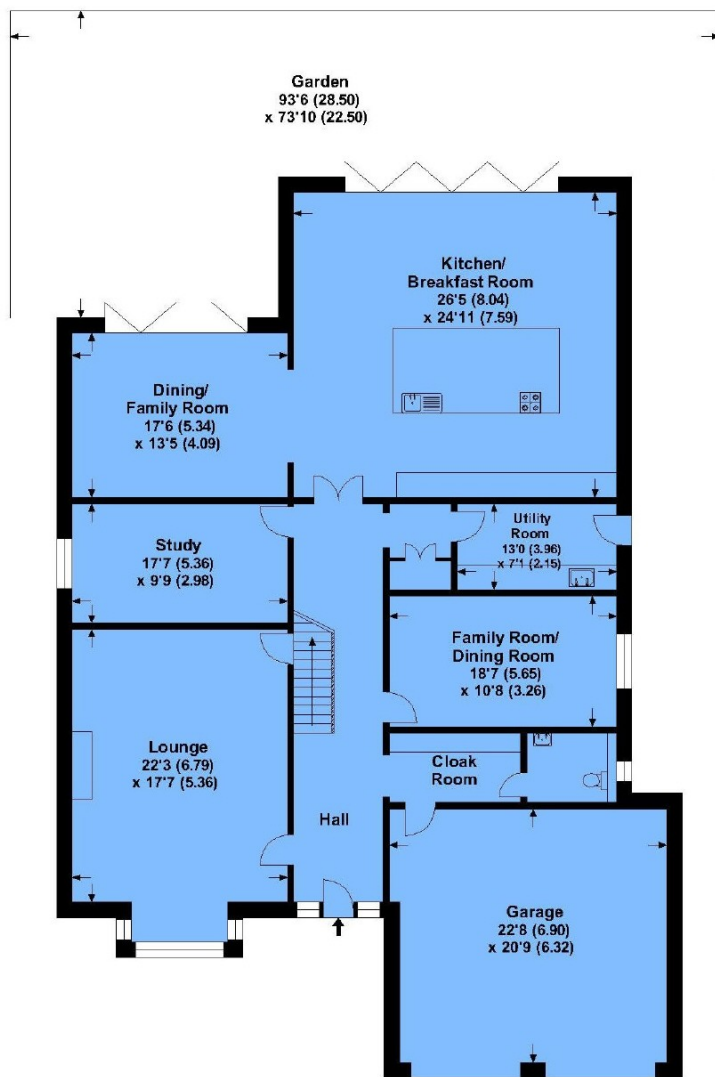 Garden
93'6 (28.50)
x 73'10 (22.50)
Kitchen/
Breakfast Room
26'5 (8.04)
x 24'11 (7.59)
Dining/
Family Room
17'6 (5.34)
x 13'5 (4.09)
Study
17'7 (5.36)
x 9'9 (2.98)
Utility
Room
13'0 (3.96)
x 7'1 (2.15)
Family Room/
Dining Room
18'7 (5.65)
x 10'8 (3.26)
Lounge
22'3 (6.79)
x 17'7 (5.36)
Cloak
Room
Hall
Garage
22'8 (6.90)
x 20'9 (6.32)